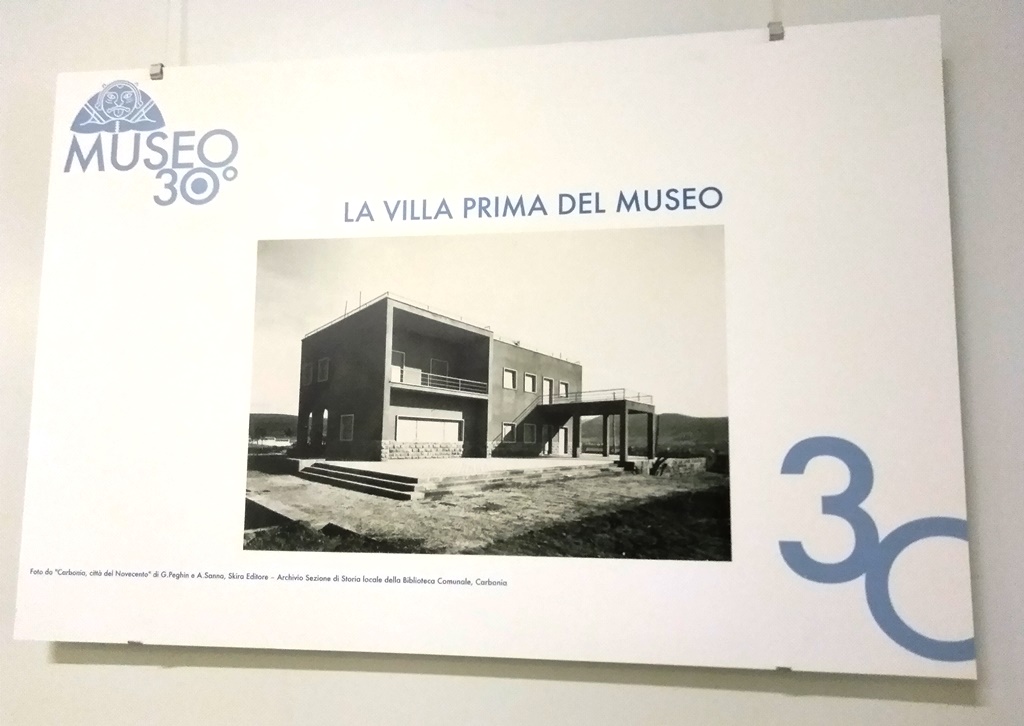 MUSEO
30°
LA VILLA PRIMA DEL MUSEO
30
Foto da "Carbonia, città del Novecento" di G.Peghin e A.Sanna, Skira Editore – Archivio Sezione di Storia locale della Biblioteca Comunale, Carbonia